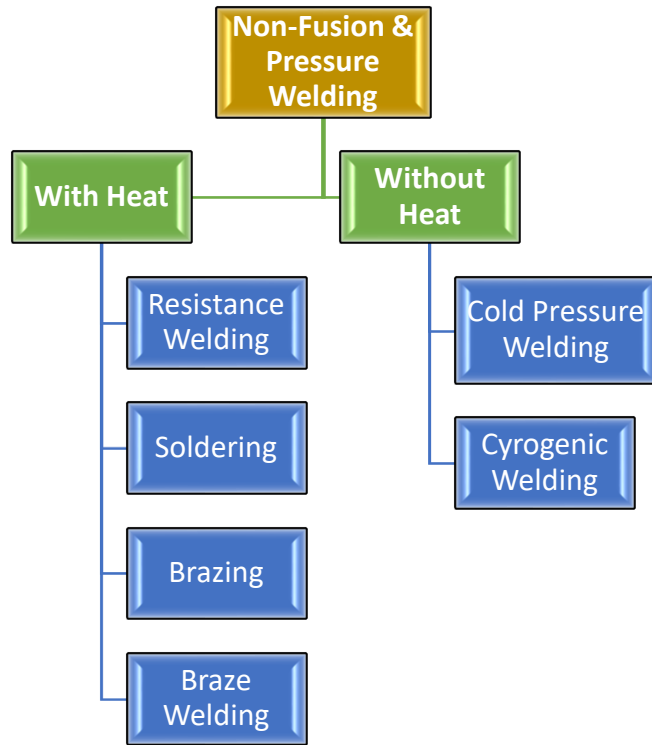 Non-Fusion &
Pressure
Welding
With Heat
Without
Heat
Resistance
Welding
Soldering
Brazing
Braze
Welding
Cold Pressure
Welding
Cyrogenic
Welding